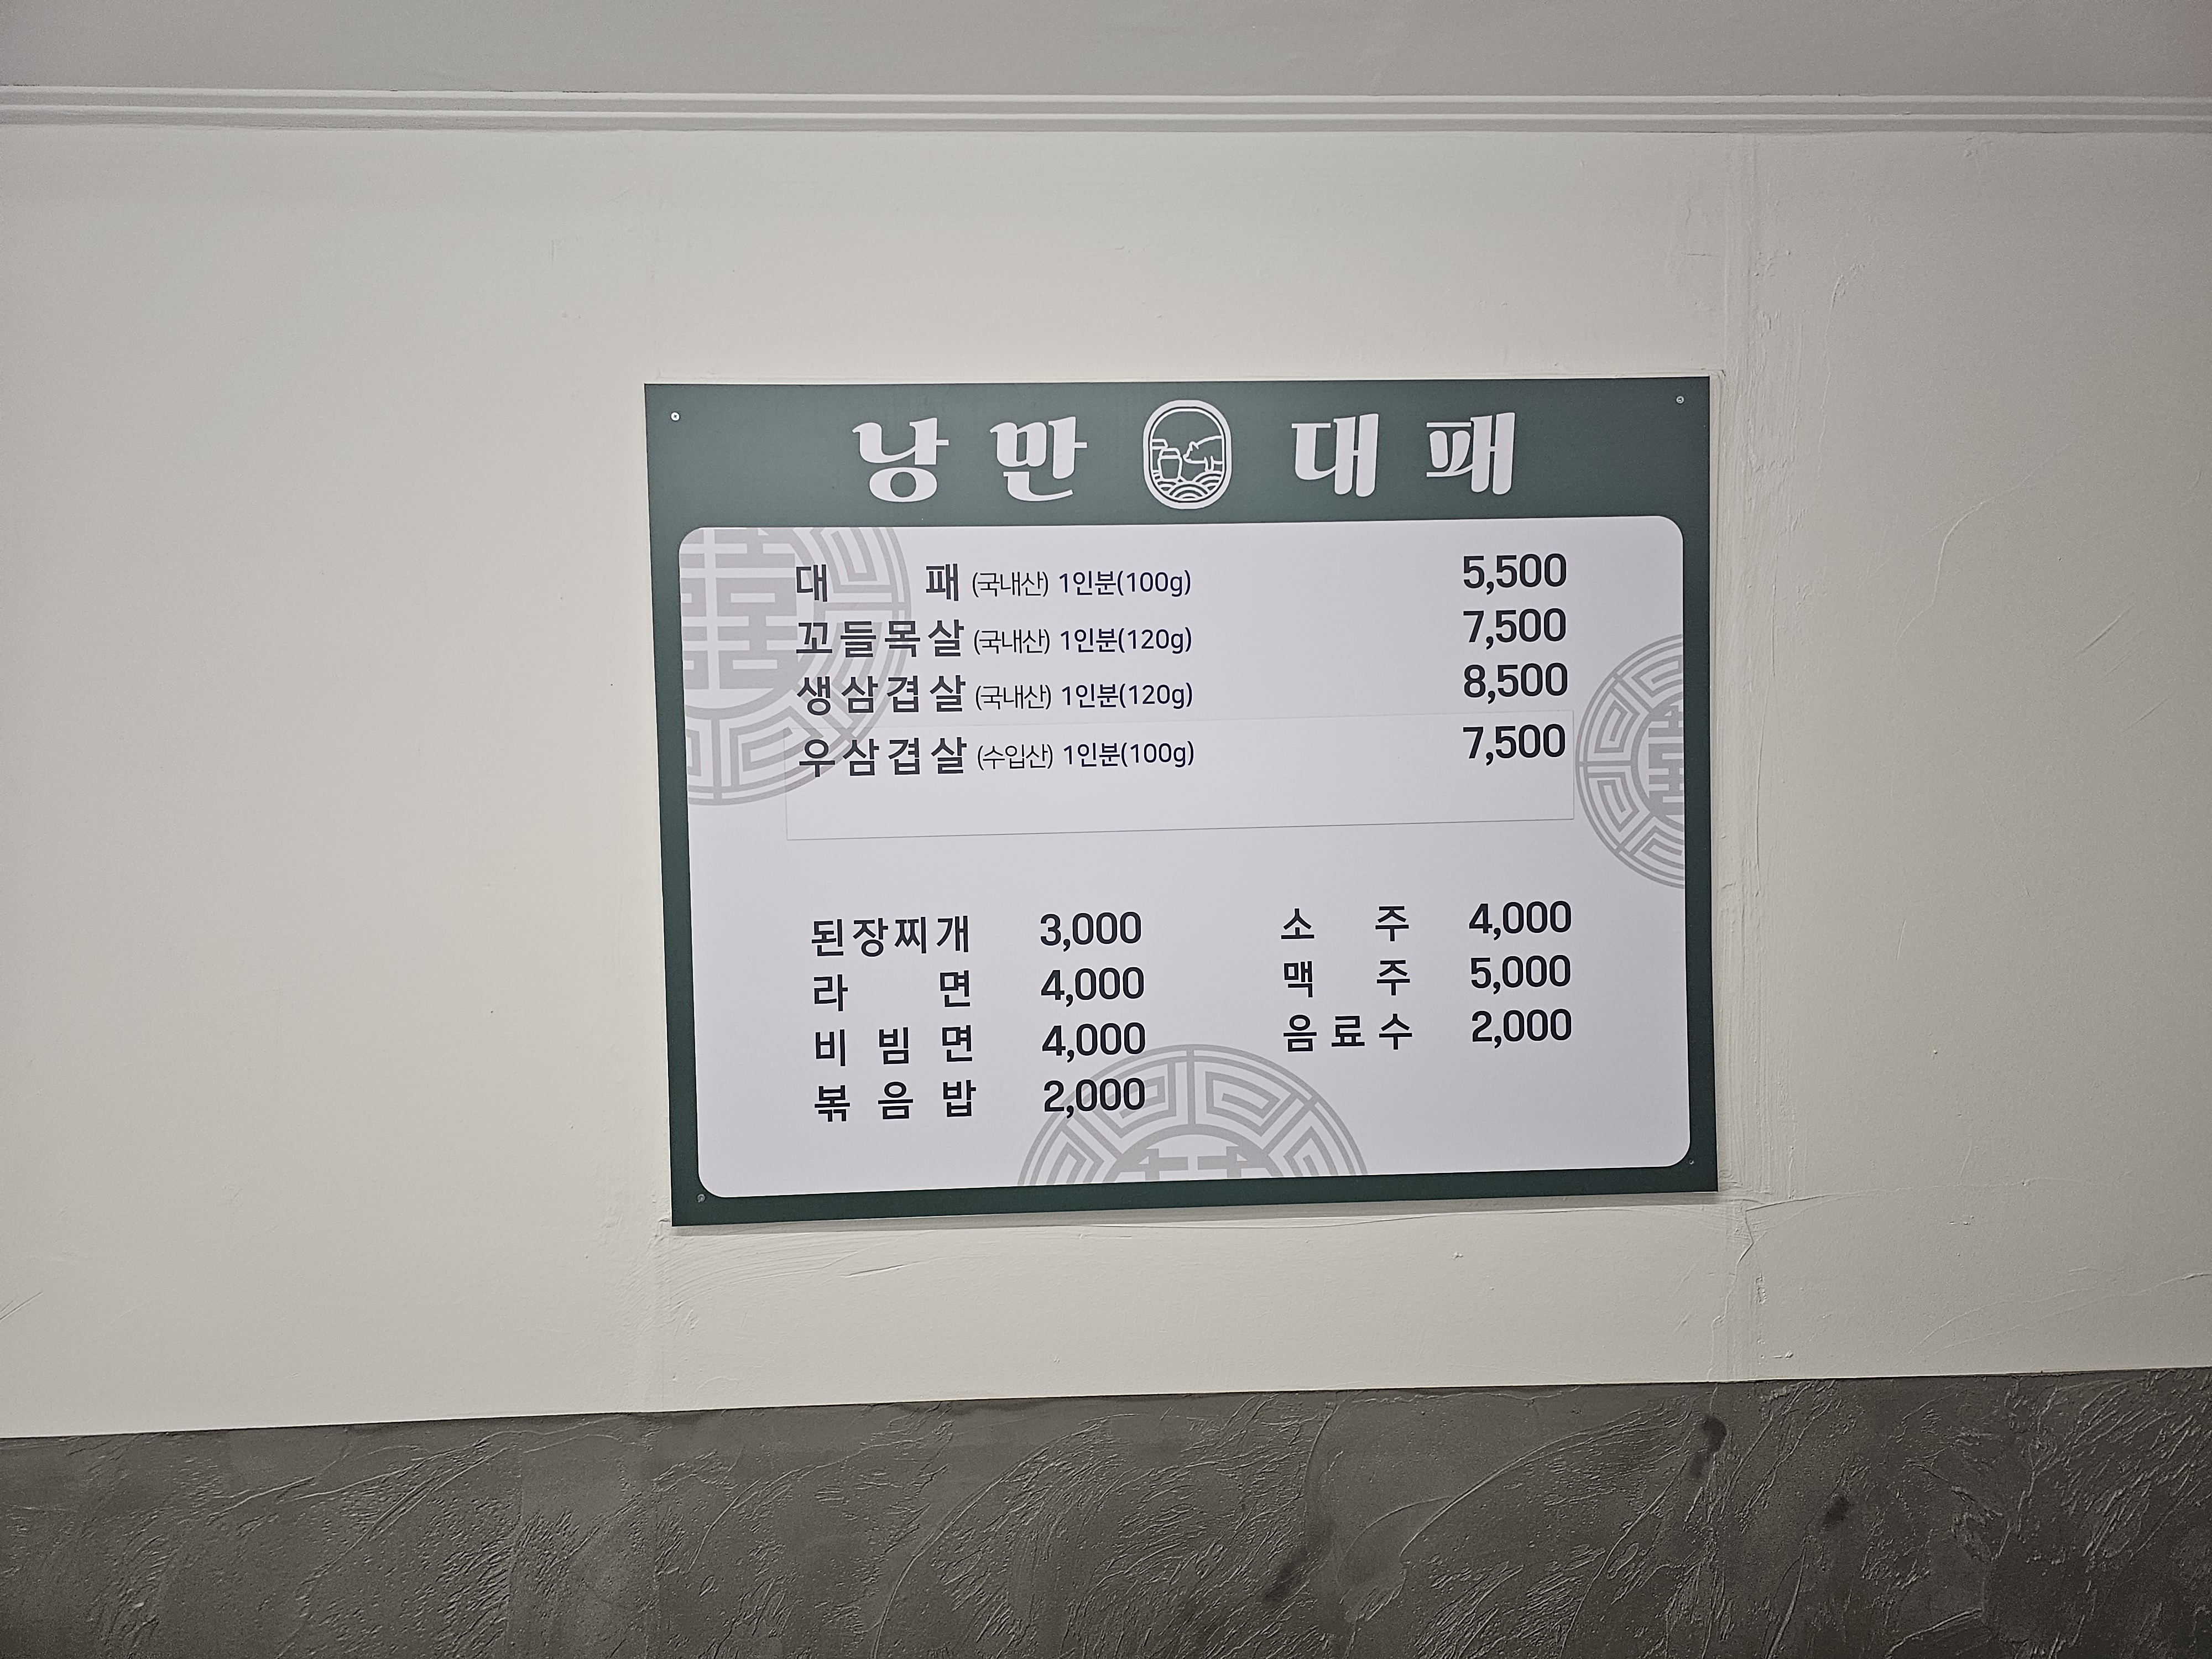 낭만 대패
대패 (국내산) 1인분(100g) 5,500
꼬들목살 (국내산) 1인분(120g) 7,500
생삼겹살 (국내산) 1인분(120g) 8,500
우삼겹살 (수입산) 1인분(100g) 7,500
된장찌개 3,000
라면 4,000
비빔면 4,000
볶음밥 2,000
소주 4,000
맥주 5,000
음료수 2,000